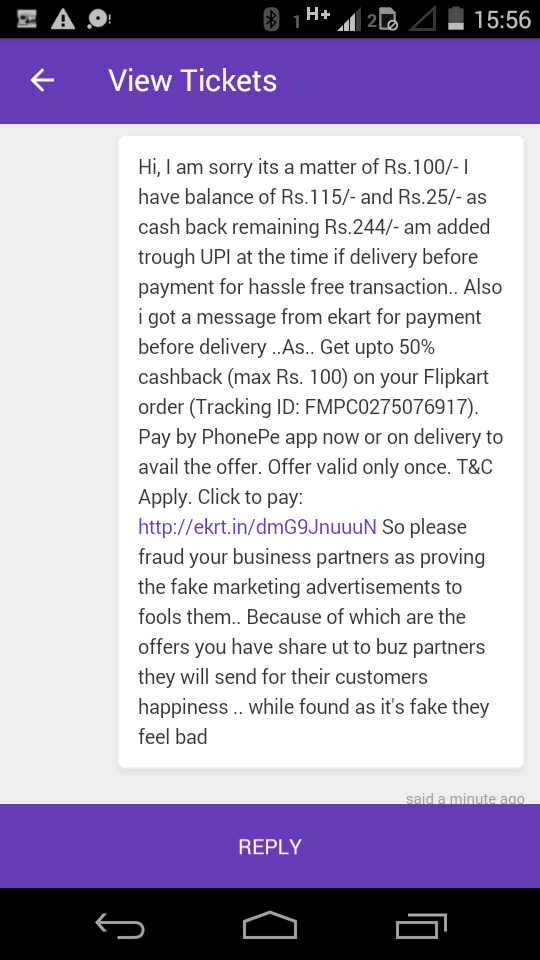 1 H+ 2 15:56
View Tickets
Hi, I am sorry its a matter of Rs.100/- I
have balance of Rs.115/- and Rs.25/- as
cash back remaining Rs.244/- am added
trough UPI at the time if delivery before
payment for hassle free transaction.. Also
i got a message from ekart for payment
before delivery ..As.. Get upto 50%
cashback (max Rs. 100) on your Flipkart
order (Tracking ID: FMPC0275076917).
Pay by PhonePe app now or on delivery to
avail the offer. Offer valid only once. T&C
Apply. Click to pay:
http://ekrt.in/dmG9JnuuuN So please
fraud your business partners as proving
the fake marketing advertisements to
fools them.. Because of which are the
offers you have share ut to buz partners
they will send for their customers
happiness .. while found as it's fake they
feel bad
said a minute ago
REPLY